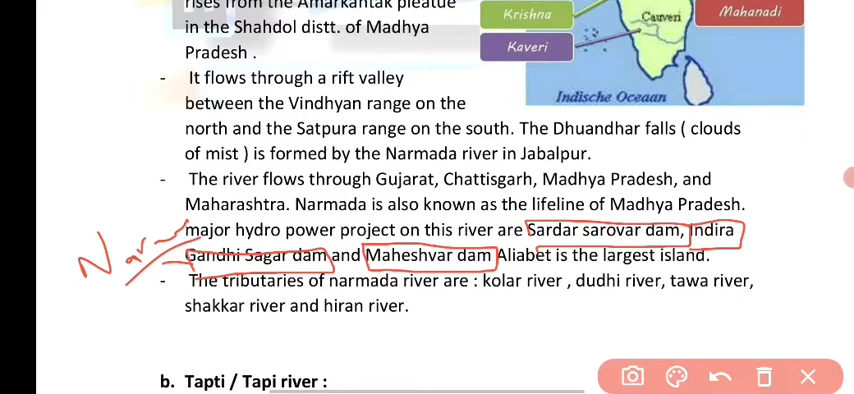 rises from the Amarkantak pleatue
in the Shahdol distt. of Madhya
Pradesh .
- It flows through a rift valley
between the Vindhyan range on the
north and the Satpura range on the south. The Dhuandhar falls ( clouds
of mist ) is formed by the Narmada river in Jabalpur.
- The river flows through Gujarat, Chattisgarh, Madhya Pradesh, and
Maharashtra. Narmada is also known as the lifeline of Madhya Pradesh.
major hydro power project on this river are Sardar sarovar dam, Indira
Gandhi Sagar dam and Maheshvar dam Aliabet is the largest island.
- The tributaries of narmada river are : kolar river , dudhi river, tawa river,
shakkar river and hiran river.
b. Tapti / Tapi river :
Krishna
Kaveri
Cauveri
Mahanadi
Indische Oceaan